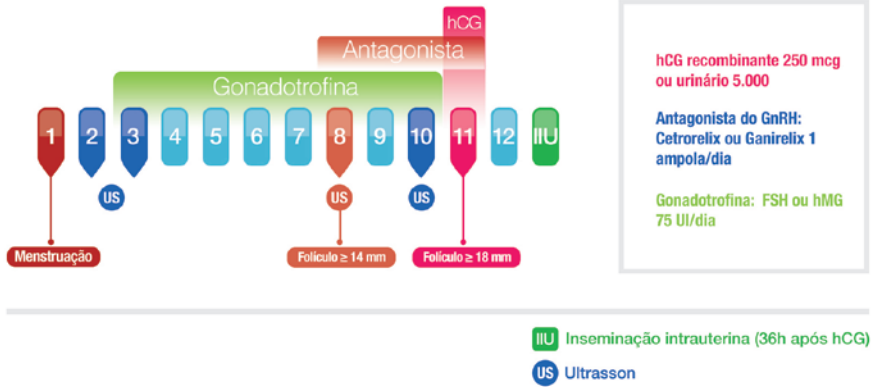 hCG
Antagonista
Gonadotrofina
1 2 3 4 5 6 7 8 9 10 11 12 IIU
US US US
Menstruação Folículo ≥ 14 mm Folículo ≥ 18 mm
hCG recombinante 250 mcg
ou urinário 5.000
Antagonista do GnRH:
Cetrorelix ou Ganirelix 1
ampola/dia
Gonadotrofina: FSH ou hMG
75 UI/dia
IIU Inseminação intrauterina (36h após hCG)
US Ultrasson